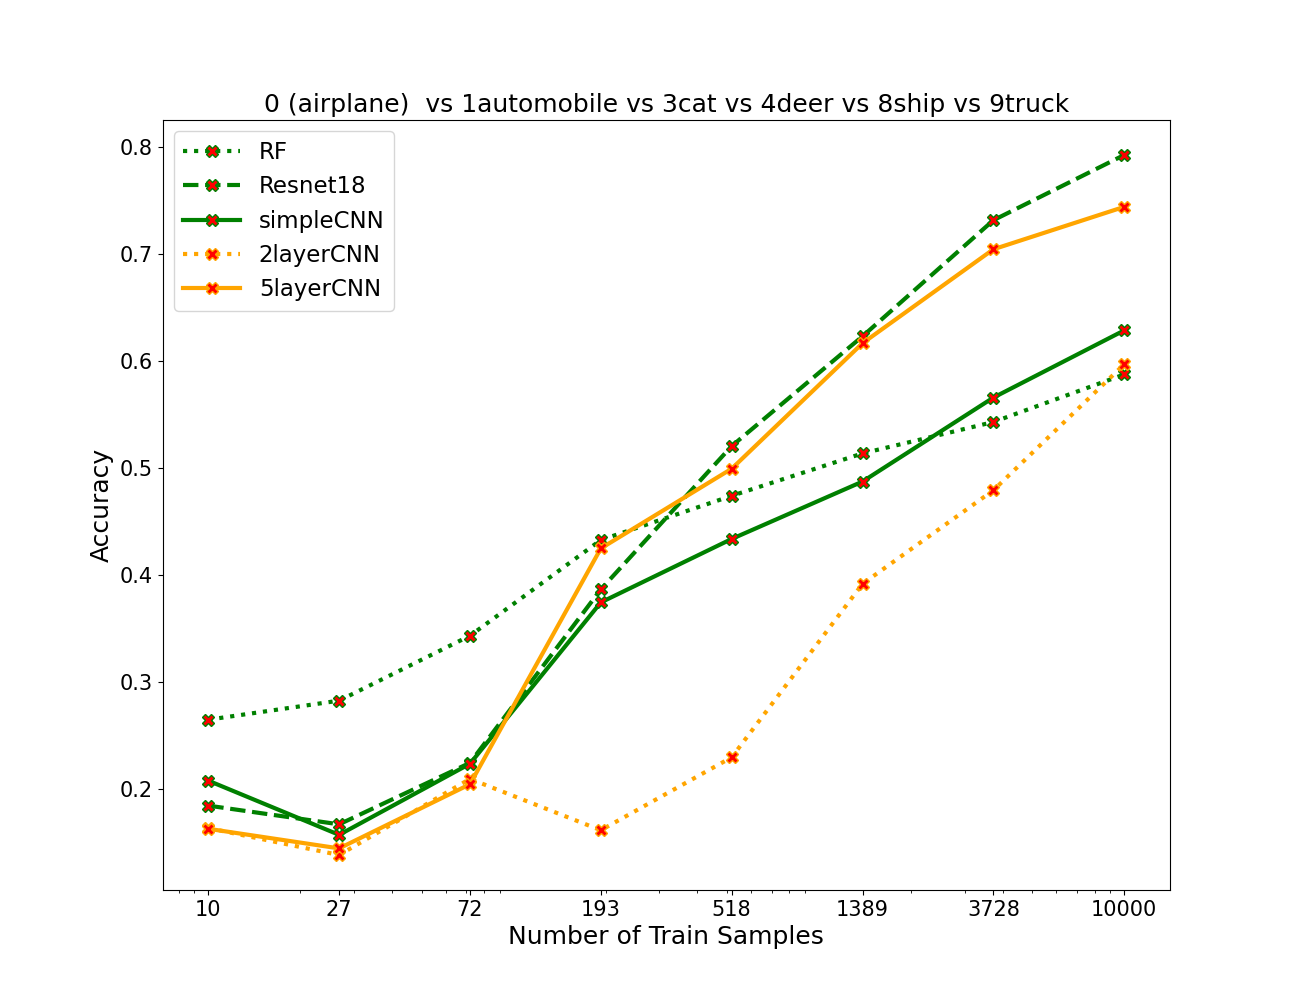 0 (airplane)  vs 1automobile vs 3cat vs 4deer vs 8ship vs 9truck
RF
Resnet18
simpleCNN
2layerCNN
5layerCNN
Accuracy
0.8
0.7
0.6
0.5
0.4
0.3
0.2
10 27 72 193 518 1389 3728 10000
Number of Train Samples